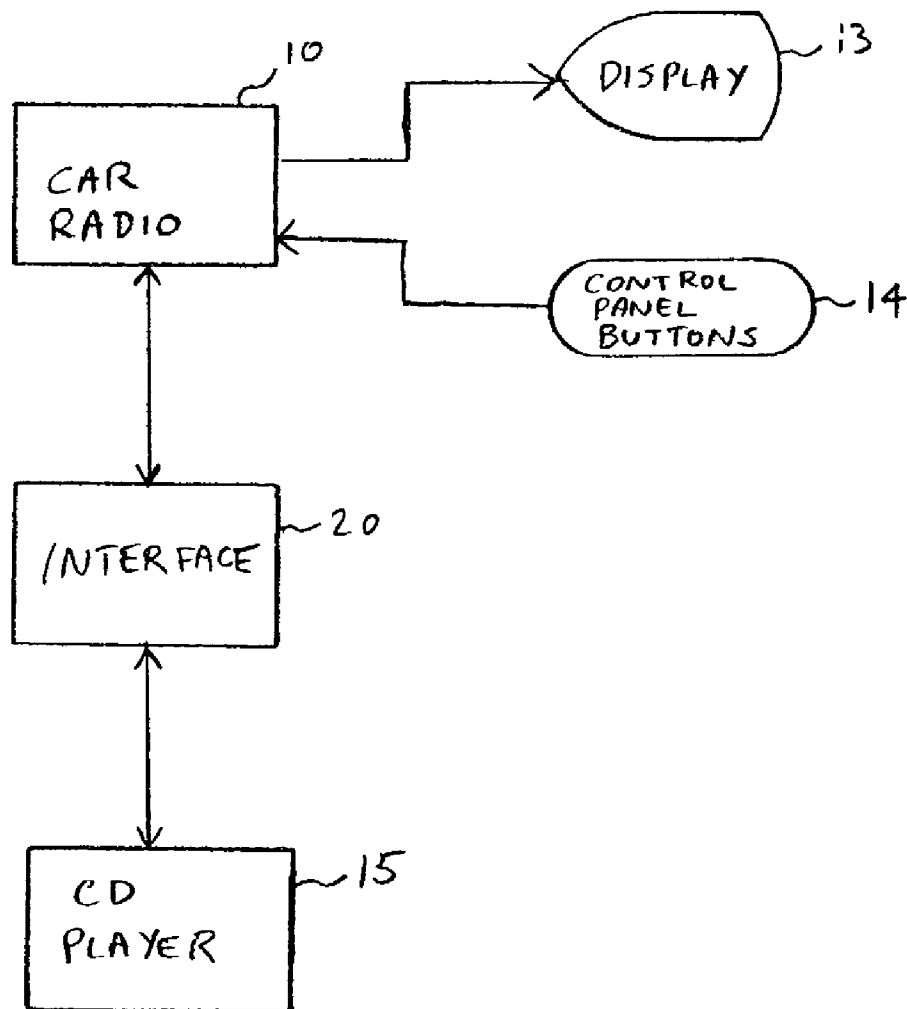 10
13
DISPLAY
CAR
RADIO
CONTROL
PANEL
BUTTONS
14
INTERFACE
20
CD
PLAYER
15